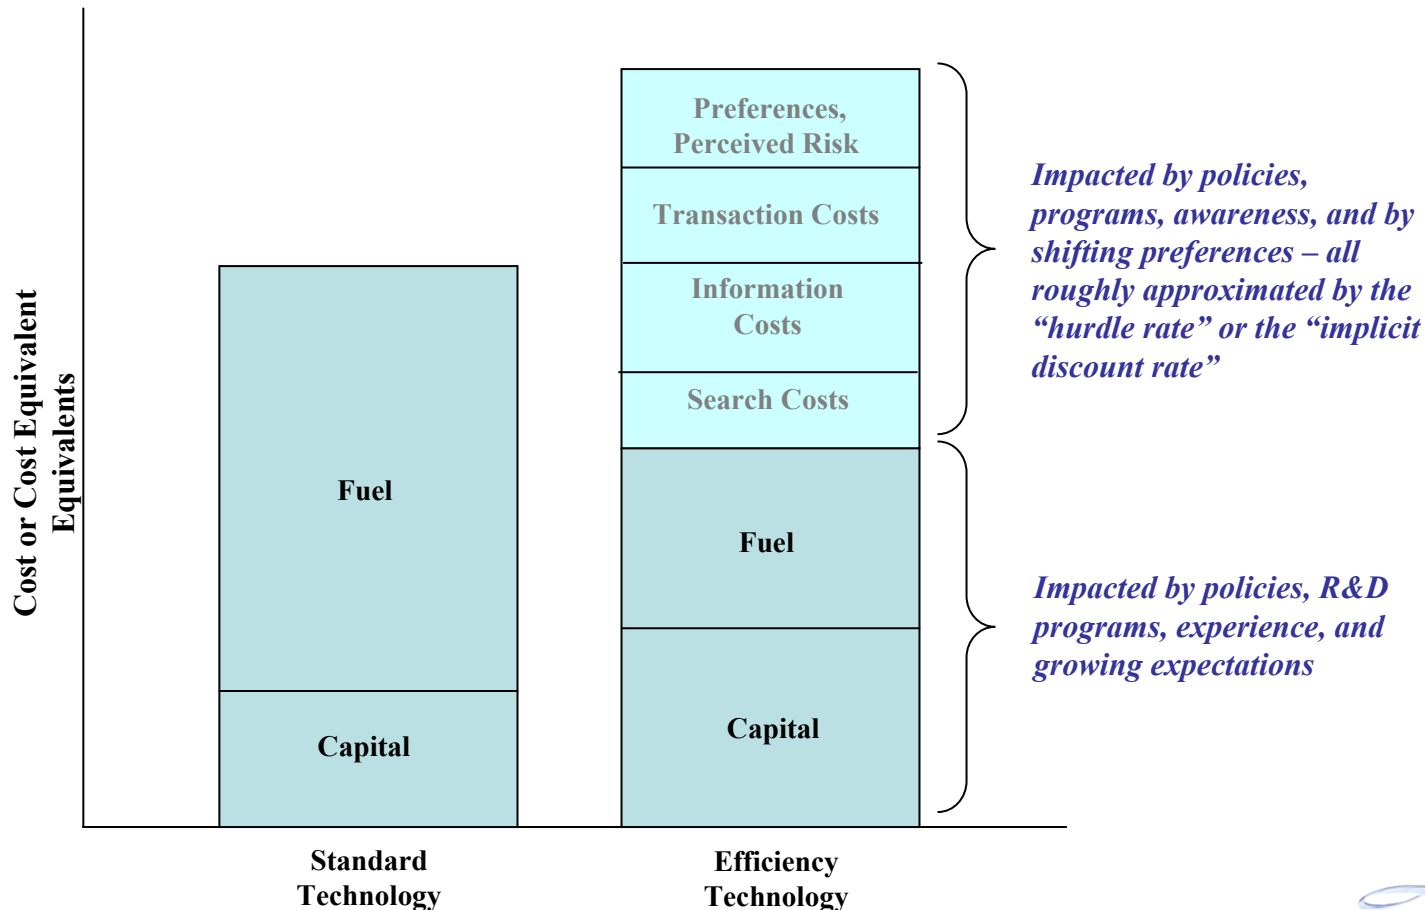 Cost or Cost Equivalent
Equivalents
Fuel
Capital
Standard
Technology
Preferences,
Perceived Risk
Transaction Costs
Information
Costs
Search Costs
Fuel
Capital
Efficiency
Technology
Impacted by policies,
programs, awareness, and by
shifting preferences – all
roughly approximated by the
“hurdle rate” or the “implicit
discount rate”
Impacted by policies, R&D
programs, experience, and
growing expectations